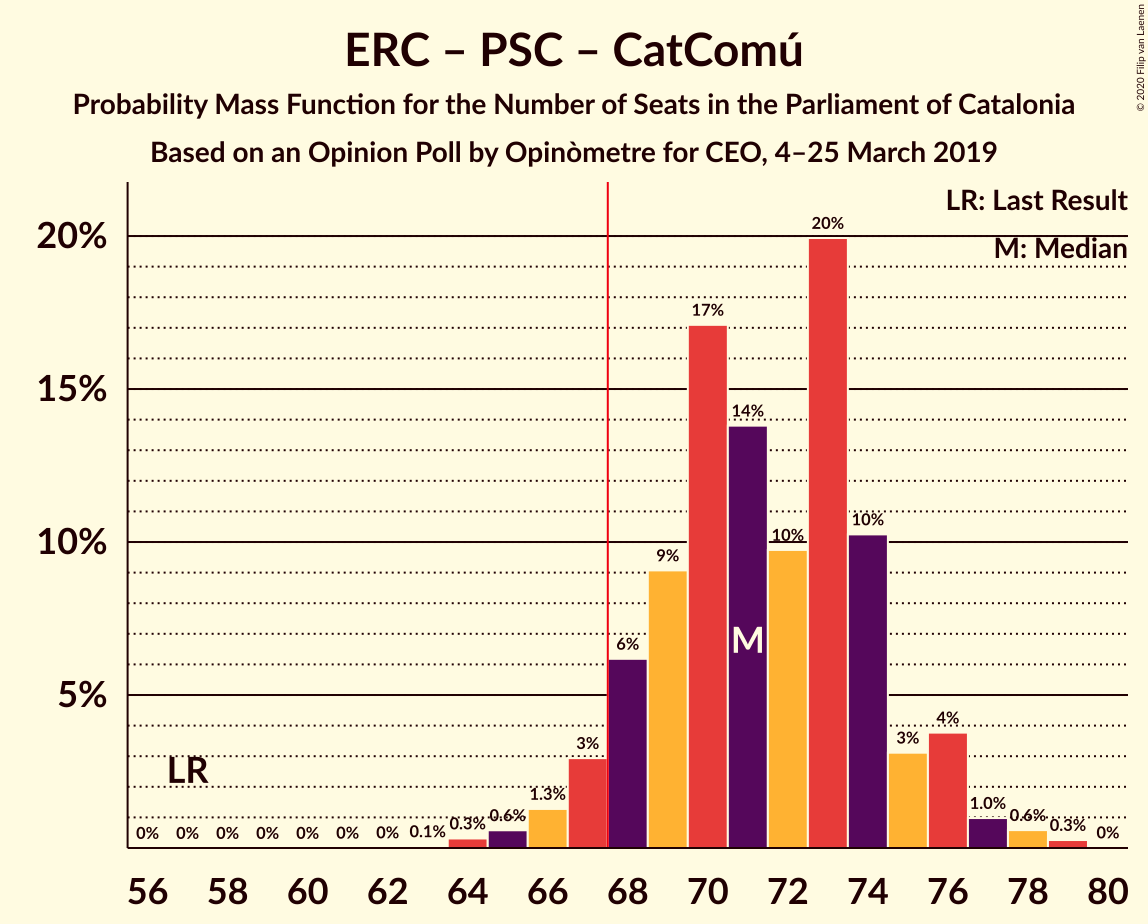 ERC – PSC – CatComú
Probability Mass Function for the Number of Seats in the Parliament of Catalonia
Based on an Opinion Poll by Opinòmetre for CEO, 4–25 March 2019
© 2020 Filip van Laenen
LR: Last Result
M: Median
20%
15%
10%
5%
20%
17%
14%
10%
10%
9%
6%
M
4%
3%
3%
LR
1.3%
1.0%
0.6%
0.6%
0.3%
0.3%
0% 0% 0% 0% 0% 0% 0% 0.1% 0%
56 58 60 62 64 66 68 70 72 74 76 78 80